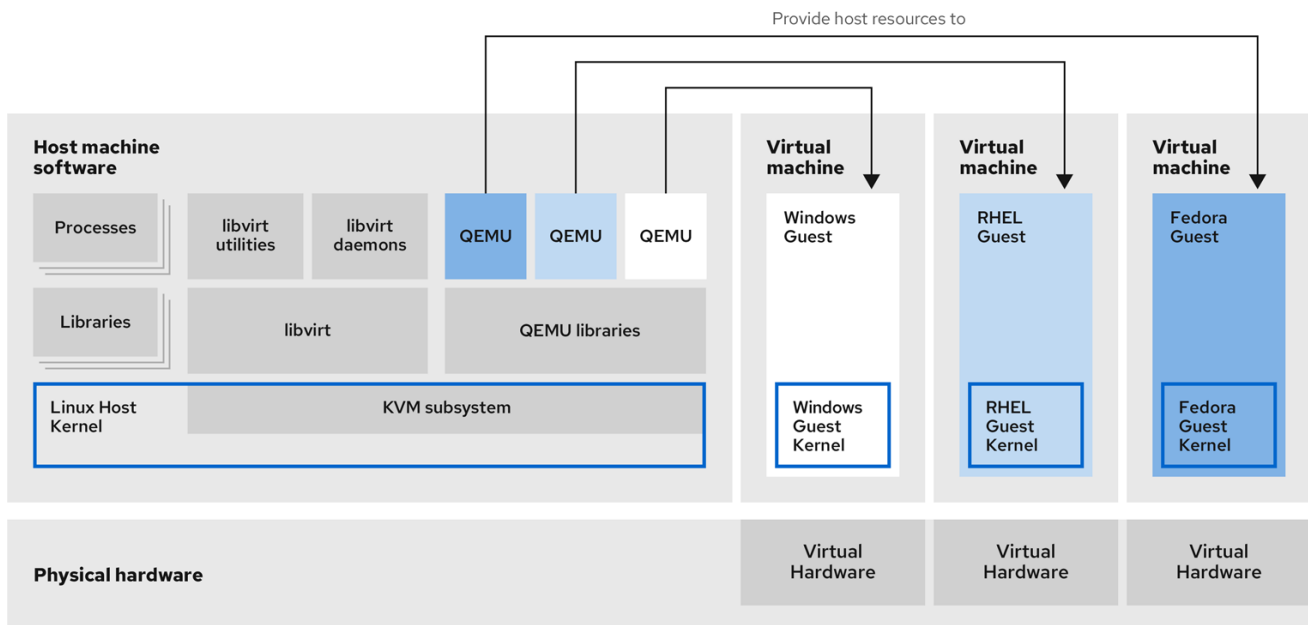 Provide host resources to
Host machine
software
Processes
libvirt
utilities
libvirt
daemons
QEMU
QEMU
QEMU
Libraries
libvirt
QEMU libraries
Linux Host
Kernel
KVM subsystem
Virtual
machine
Windows
Guest
Windows
Guest
Kernel
Virtual
machine
RHEL
Guest
RHEL
Guest
Kernel
Virtual
machine
Fedora
Guest
Fedora
Guest
Kernel
Physical hardware
Virtual
Hardware
Virtual
Hardware
Virtual
Hardware